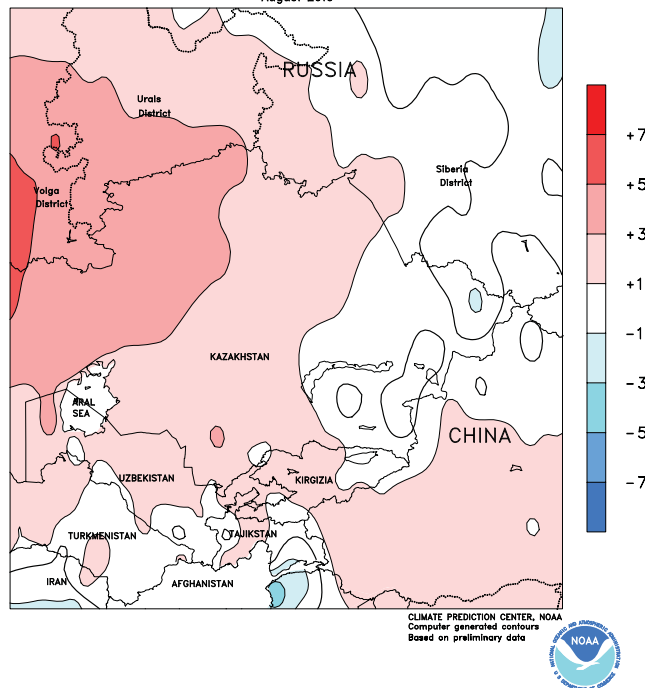 RUSSIA
Urals
District
Siberia
District
Volga
District
KAZAKHSTAN
ARAL
SEA
CHINA
UZBEKISTAN
KIRGIZIA
TURKMENISTAN
TAJIKSTAN
IRAN
AFGHANISTAN
+7
+5
+3
+1
-1
-3
-5
-7
CLIMATE PREDICTION CENTER, NOAA
Computer generated contours
Based on preliminary data
NOAA